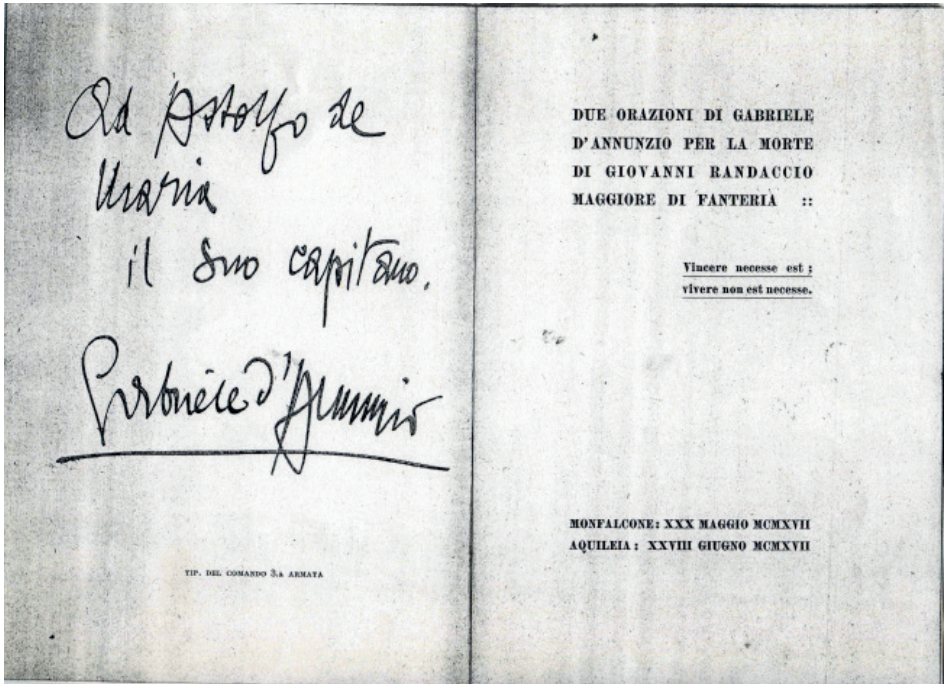 Ad Astolfo de
Maria
il suo capitano.
Gabriele d'Annunzio
TIP. DEL COMANDO 3.A ARMATA
DUE ORAZIONI DI GABRIELE
D'ANNUNZIO PER LA MORTE
DI GIOVANNI RANDACCIO
MAGGIORE DI FANTERIA ::
Vincere necesse est ;
vivere non est necesse.
MONFALCONE: XXX MAGGIO MCMXVII
AQUILEIA : XXVIII GIUGNO MCMXVII